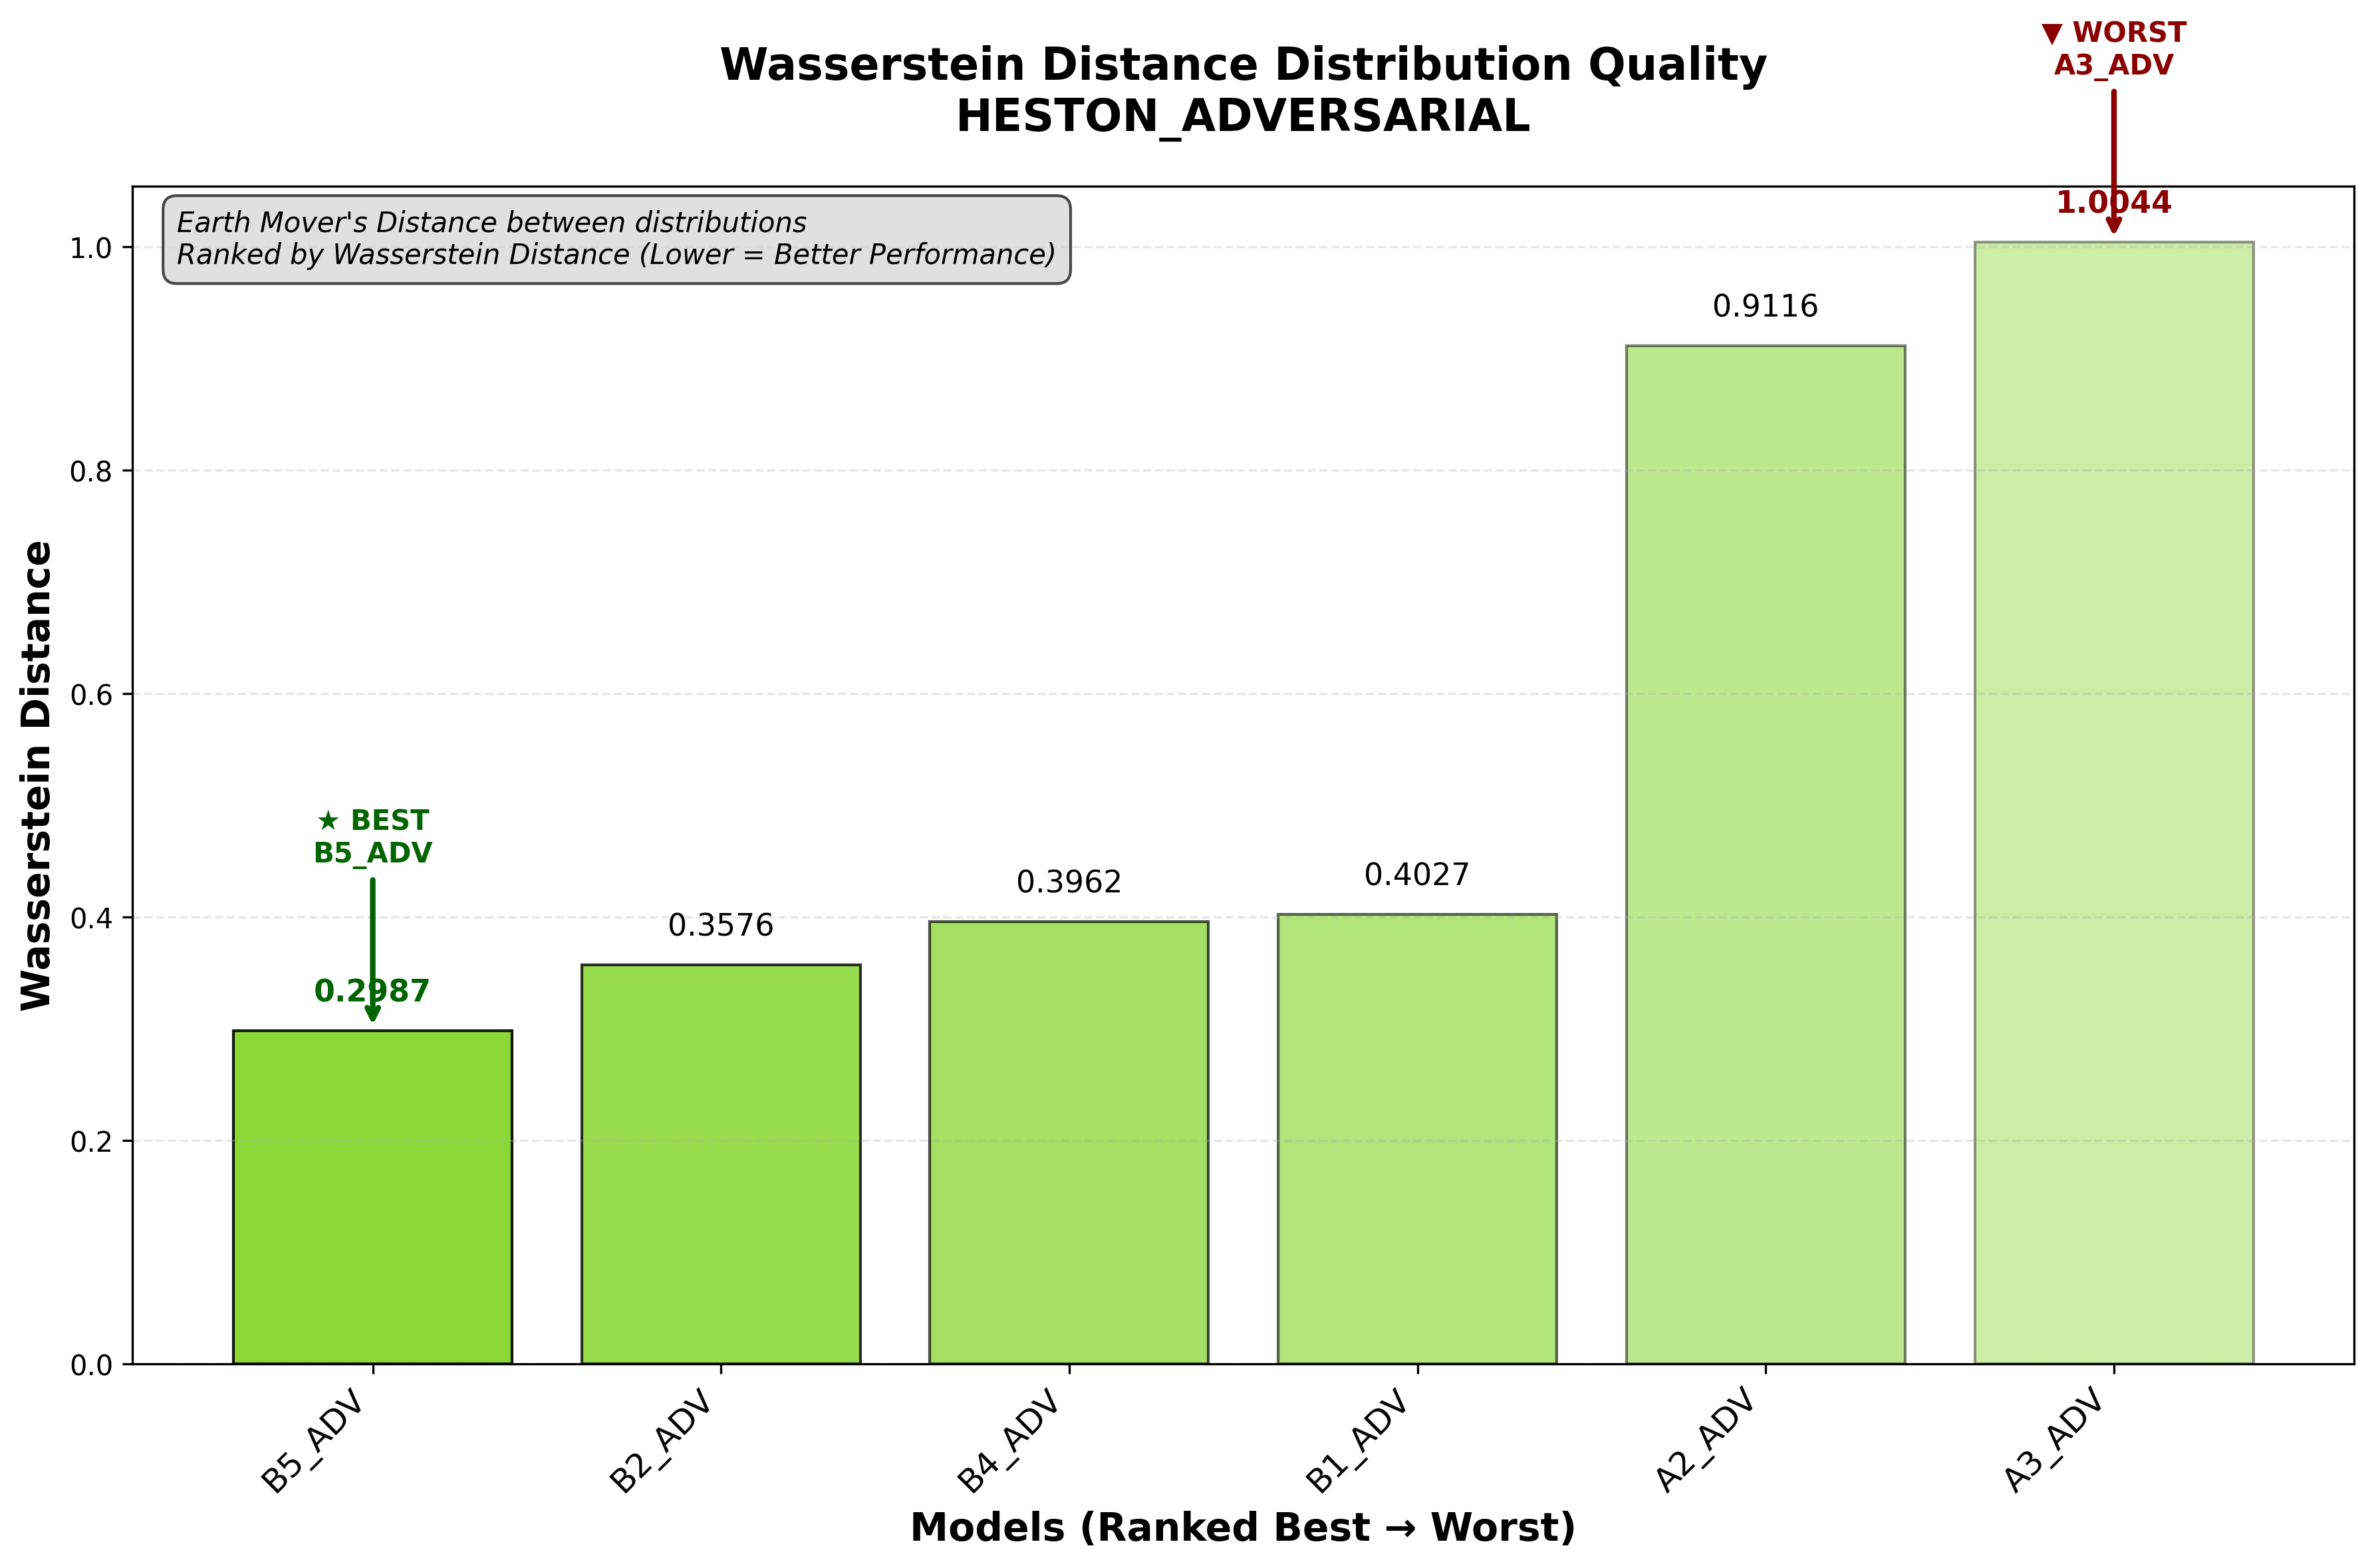 ▼ WORST
A3_ADV
Wasserstein Distance Distribution Quality
HESTON_ADVERSARIAL
Earth Mover's Distance between distributions
Ranked by Wasserstein Distance (Lower = Better Performance)
Wasserstein Distance
1.0
0.8
0.6
0.4
0.2
0.0
★ BEST
B5_ADV
0.2987
0.3576
0.3962
0.4027
0.9116
1.0044
B5_ADV
B2_ADV
B4_ADV
B1_ADV
A2_ADV
A3_ADV
Models (Ranked Best → Worst)